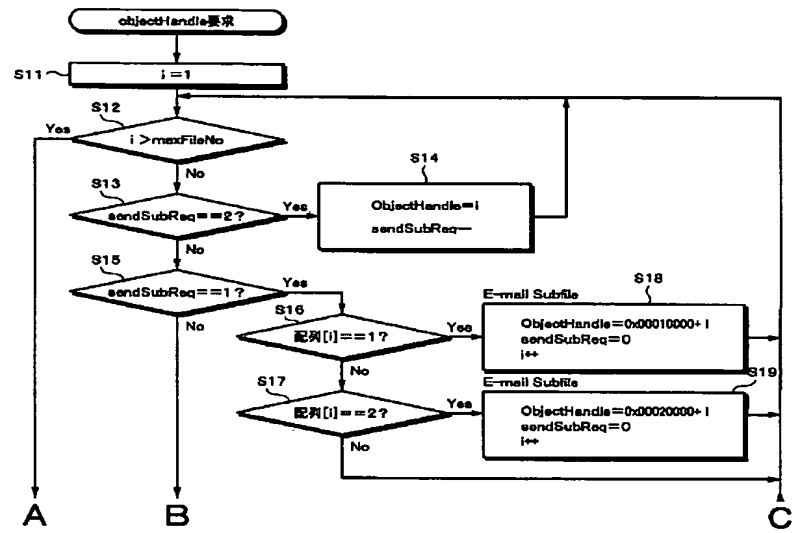 objectHandle要求
S11
i=1
S12
Yes
i>maxFileNo
No
S13
sendSubReq==2?
Yes
No
S14
ObjectHandle=i
sendSubReq--
S15
sendSubReq==1?
Yes
No
S16
配列[i]==1?
Yes
No
E-mail Subfile
S18
ObjectHandle=0x00010000+i
sendSubReq=0
i++
S17
配列[i]==2?
Yes
No
E-mail Subfile
S19
ObjectHandle=0x00020000+i
sendSubReq=0
i++
A
B
C